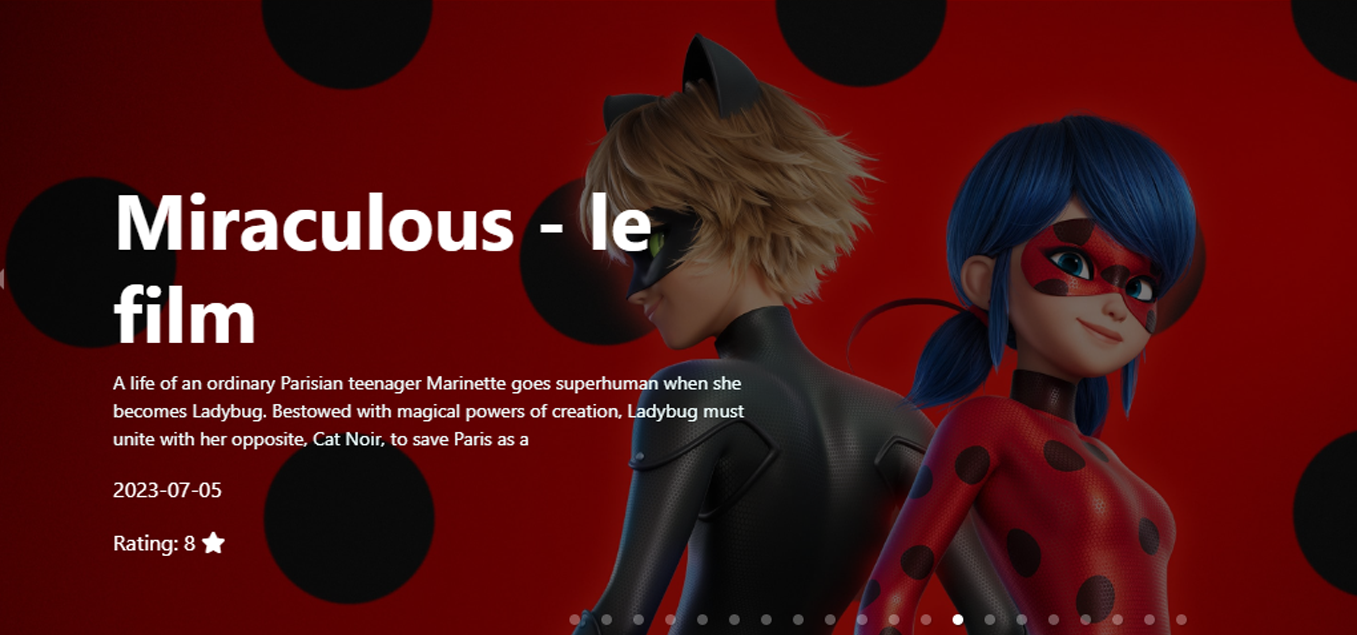 Miraculous - le
film
A life of an ordinary Parisian teenager Marinette goes superhuman when she
becomes Ladybug. Bestowed with magical powers of creation, Ladybug must
unite with her opposite, Cat Noir, to save Paris as a
2023-07-05
Rating: 8